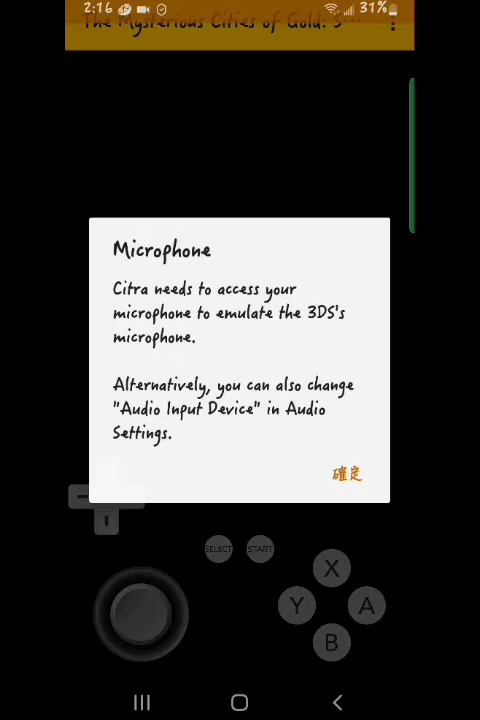 2:16
31%
The Mysterious Cities of Gold: S...
Microphone
Citra needs to access your
microphone to emulate the 3DS's
microphone.
Alternatively, you can also change
"Audio Input Device" in Audio
Settings.
確定
SELECT START
X
Y A
B